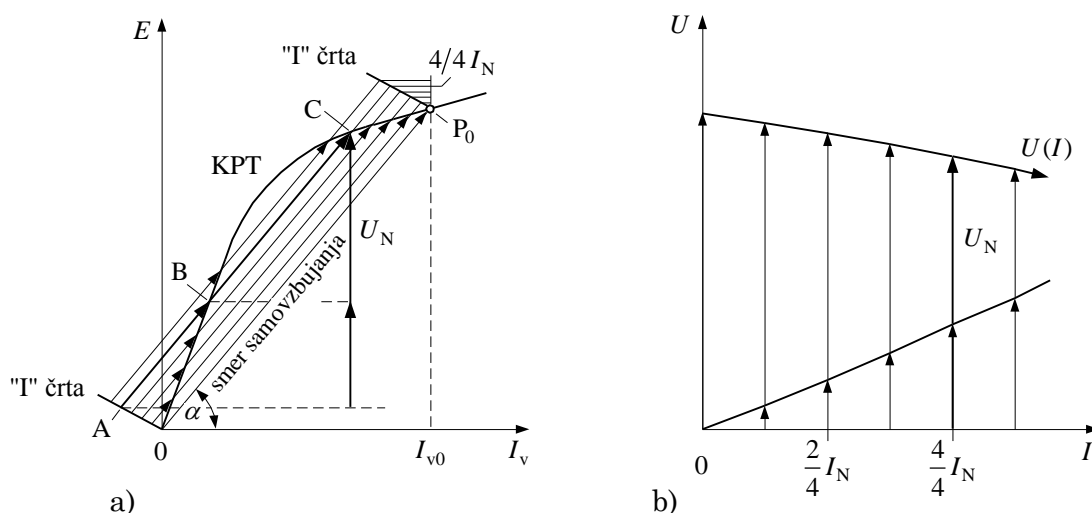 E
"I" črta
4/4 I_N
C
P_0
KPT
U_N
B
smer samovzbujanja
"I" črta
A
α
0
I_v0
I_v
a)
U
U(I)
U_N
0
2/4 I_N
4/4 I_N
I
b)